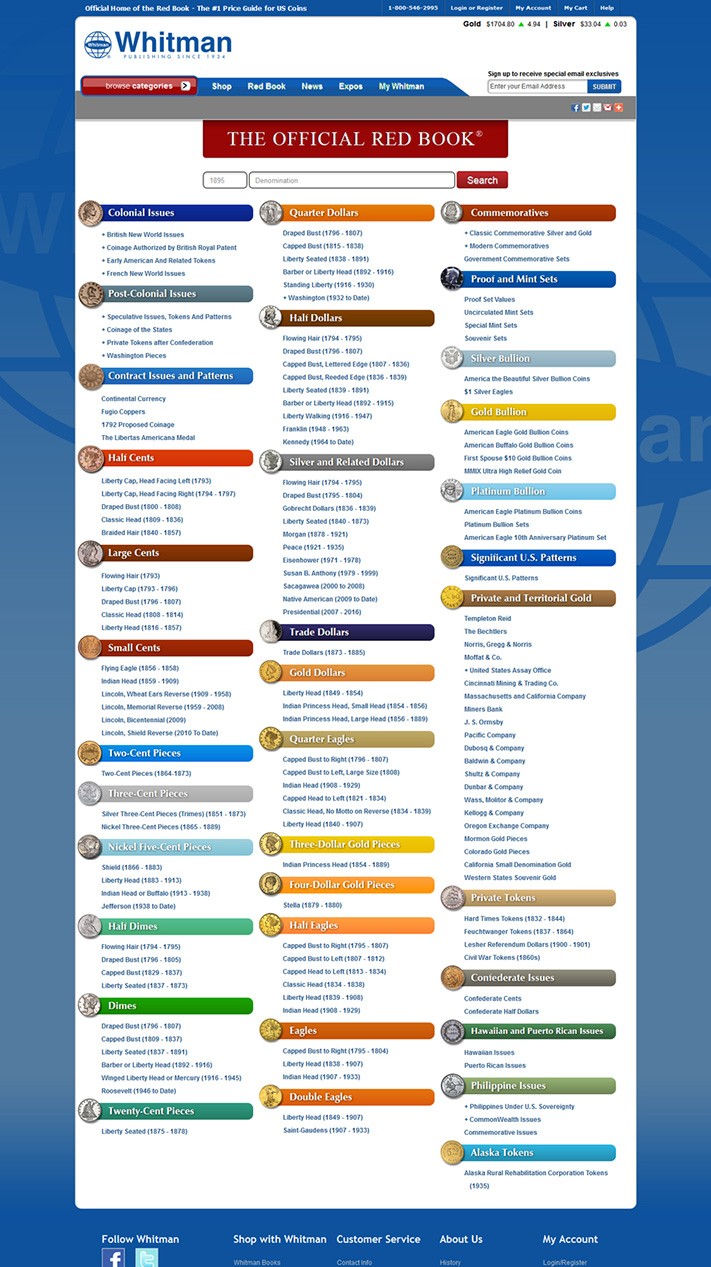 Official Home of the Red Book - The #1 Price Guide for US Coins
1-800-546-2995
Login or Register
My Account
My Cart
Help
Gold $1704.80 ▲ 4.94 | Silver $33.04 ▲ 0.03
Whitman
PUBLISHING SINCE 1934
Sign up to receive special email exclusives
browse categories
Shop
Red Book
News
Expos
My Whitman
Enter your Email Address
SUBMIT
THE OFFICIAL RED BOOK®
1895
Denomination
Search
Colonial Issues
+ British New World Issues
+ Coinage Authorized by British Royal Patent
+ Early American And Related Tokens
+ French New World Issues
Post-Colonial Issues
+ Speculative Issues, Tokens And Patterns
+ Coinage of the States
+ Private Tokens after Confederation
+ Washington Pieces
Contract Issues and Patterns
Continental Currency
Fugio Coppers
1792 Proposed Coinage
The Libertas Americana Medal
Half Cents
Liberty Cap, Head Facing Left (1793)
Liberty Cap, Head Facing Right (1794 - 1797)
Draped Bust (1800 - 1808)
Classic Head (1809 - 1836)
Braided Hair (1840 - 1857)
Large Cents
Flowing Hair (1793)
Liberty Cap (1793 - 1796)
Draped Bust (1796 - 1807)
Classic Head (1808 - 1814)
Liberty Head (1816 - 1857)
Small Cents
Flying Eagle (1856 - 1858)
Indian Head (1859 - 1909)
Lincoln, Wheat Ears Reverse (1909 - 1958)
Lincoln, Memorial Reverse (1959 - 2008)
Lincoln, Bicentennial (2009)
Lincoln, Shield Reverse (2010 To Date)
Two-Cent Pieces
Two-Cent Pieces (1864-1873)
Three-Cent Pieces
Silver Three-Cent Pieces (Trimes) (1851 - 1873)
Nickel Three-Cent Pieces (1865 - 1889)
Nickel Five-Cent Pieces
Shield (1866 - 1883)
Liberty Head (1883 - 1913)
Indian Head or Buffalo (1913 - 1938)
Jefferson (1938 to Date)
Half Dimes
Flowing Hair (1794 - 1795)
Draped Bust (1796 - 1805)
Capped Bust (1829 - 1837)
Liberty Seated (1837 - 1873)
Dimes
Draped Bust (1796 - 1807)
Capped Bust (1809 - 1837)
Liberty Seated (1837 - 1891)
Barber or Liberty Head (1892 - 1916)
Winged Liberty Head or Mercury (1916 - 1945)
Roosevelt (1946 to Date)
Twenty-Cent Pieces
Liberty Seated (1875 - 1878)
Quarter Dollars
Draped Bust (1796 - 1807)
Capped Bust (1815 - 1838)
Liberty Seated (1838 - 1891)
Barber or Liberty Head (1892 - 1916)
Standing Liberty (1916 - 1930)
+ Washington (1932 to Date)
Half Dollars
Flowing Hair (1794 - 1795)
Draped Bust (1796 - 1807)
Capped Bust, Lettered Edge (1807 - 1836)
Capped Bust, Reeded Edge (1836 - 1839)
Liberty Seated (1839 - 1891)
Barber or Liberty Head (1892 - 1915)
Liberty Walking (1916 - 1947)
Franklin (1948 - 1963)
Kennedy (1964 to Date)
Silver and Related Dollars
Flowing Hair (1794 - 1795)
Draped Bust (1795 - 1804)
Gobrecht Dollars (1836 - 1839)
Liberty Seated (1840 - 1873)
Morgan (1878 - 1921)
Peace (1921 - 1935)
Eisenhower (1971 - 1978)
Susan B. Anthony (1979 - 1999)
Sacagawea (2000 to 2008)
Native American (2009 to Date)
Presidential (2007 - 2016)
Trade Dollars
Trade Dollars (1873 - 1885)
Gold Dollars
Liberty Head (1849 - 1854)
Indian Princess Head, Small Head (1854 - 1856)
Indian Princess Head, Large Head (1856 - 1889)
Quarter Eagles
Capped Bust to Right (1796 - 1807)
Capped Bust to Left, Large Size (1808)
Indian Head (1908 - 1929)
Capped Head to Left (1821 - 1834)
Classic Head, No Motto on Reverse (1834 - 1839)
Liberty Head (1840 - 1907)
Three-Dollar Gold Pieces
Indian Princess Head (1854 - 1889)
Four-Dollar Gold Pieces
Stella (1879 - 1880)
Half Eagles
Capped Bust to Right (1795 - 1807)
Capped Bust to Left (1807 - 1812)
Capped Head to Left (1813 - 1834)
Classic Head (1834 - 1838)
Liberty Head (1839 - 1908)
Indian Head (1908 - 1929)
Eagles
Capped Bust to Right (1795 - 1804)
Liberty Head (1838 - 1907)
Indian Head (1907 - 1933)
Double Eagles
Liberty Head (1849 - 1907)
Saint-Gaudens (1907 - 1933)
Commemoratives
+ Classic Commemorative Silver and Gold
+ Modern Commemoratives
Government Commemorative Sets
Proof and Mint Sets
Proof Set Values
Uncirculated Mint Sets
Special Mint Sets
Souvenir Sets
Silver Bullion
America the Beautiful Silver Bullion Coins
$1 Silver Eagles
Gold Bullion
American Eagle Gold Bullion Coins
American Buffalo Gold Bullion Coins
First Spouse $10 Gold Bullion Coins
MMIX Ultra High Relief Gold Coin
Platinum Bullion
American Eagle Platinum Bullion Coins
Platinum Bullion Sets
American Eagle 10th Anniversary Platinum Set
Significant U.S. Patterns
Significant U.S. Patterns
Private and Territorial Gold
Templeton Reid
The Bechtlers
Norris, Gregg & Norris
Moffat & Co.
+ United States Assay Office
Cincinnati Mining & Trading Co.
Massachusetts and California Company
Miners Bank
J. S. Ormsby
Pacific Company
Dubosq & Company
Baldwin & Company
Shultz & Company
Dunbar & Company
Wass, Molitor & Company
Kellogg & Company
Oregon Exchange Company
Mormon Gold Pieces
Colorado Gold Pieces
California Small Denomination Gold
Western States Souvenir Gold
Private Tokens
Hard Times Tokens (1832 - 1844)
Feuchtwanger Tokens (1837 - 1864)
Lesher Referendum Dollars (1900 - 1901)
Civil War Tokens (1860s)
Confederate Issues
Confederate Cents
Confederate Half Dollars
Hawaiian and Puerto Rican Issues
Hawaiian Issues
Puerto Rican Issues
Philippine Issues
+ Philippines Under U.S. Sovereignty
+ CommonWealth Issues
Commemorative Issues
Alaska Tokens
Alaska Rural Rehabilitation Corporation Tokens
(1935)
Follow Whitman
Shop with Whitman
Customer Service
About Us
My Account
Whitman Books
Contact Info
History
Login/Register